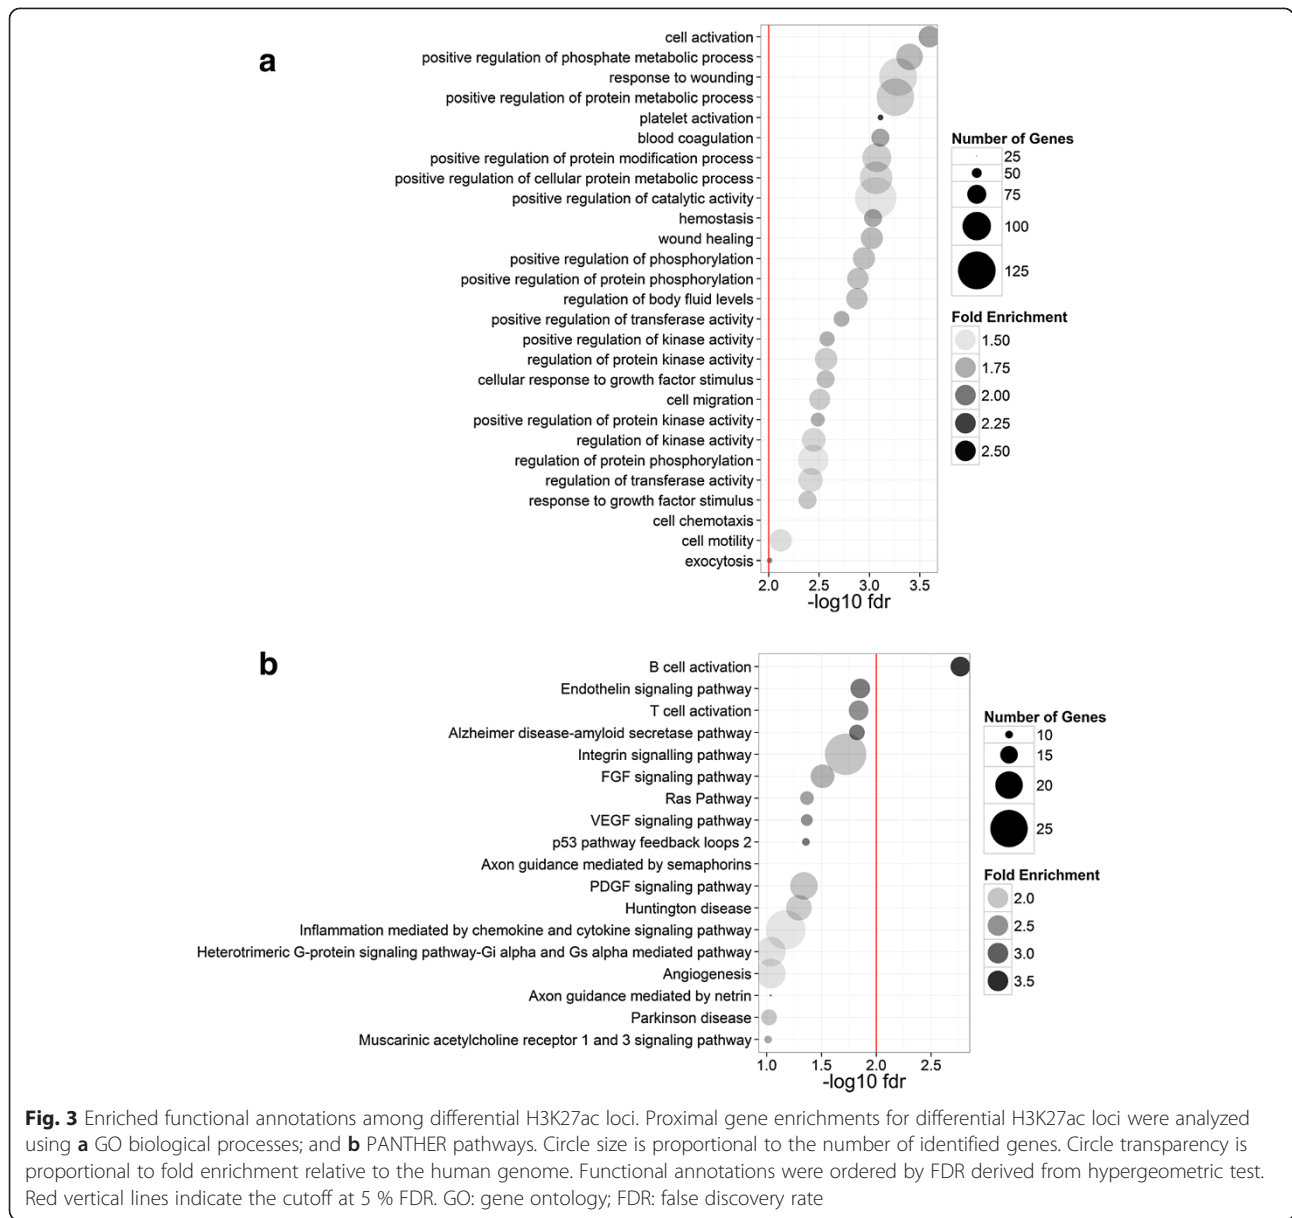 a
cell activation
positive regulation of phosphate metabolic process
response to wounding
positive regulation of protein metabolic process
platelet activation
blood coagulation
positive regulation of protein modification process
positive regulation of cellular protein metabolic process
positive regulation of catalytic activity
hemostasis
wound healing
positive regulation of phosphorylation
positive regulation of protein phosphorylation
regulation of body fluid levels
positive regulation of transferase activity
positive regulation of kinase activity
regulation of protein kinase activity
cellular response to growth factor stimulus
cell migration
positive regulation of protein kinase activity
regulation of kinase activity
regulation of protein phosphorylation
regulation of transferase activity
response to growth factor stimulus
cell chemotaxis
cell motility
exocytosis
2.0 2.5 3.0 3.5
-log10 fdr
Number of Genes
25
50
75
100
125
Fold Enrichment
1.50
1.75
2.00
2.25
2.50
b
B cell activation
Endothelin signaling pathway
T cell activation
Alzheimer disease-amyloid secretase pathway
Integrin signalling pathway
FGF signaling pathway
Ras Pathway
VEGF signaling pathway
p53 pathway feedback loops 2
Axon guidance mediated by semaphorins
PDGF signaling pathway
Huntington disease
Inflammation mediated by chemokine and cytokine signaling pathway
Heterotrimeric G-protein signaling pathway-Gi alpha and Gs alpha mediated pathway
Angiogenesis
Axon guidance mediated by netrin
Parkinson disease
Muscarinic acetylcholine receptor 1 and 3 signaling pathway
1.0 1.5 2.0 2.5
-log10 fdr
Number of Genes
10
15
20
25
Fold Enrichment
2.0
2.5
3.0
3.5
Fig. 3 Enriched functional annotations among differential H3K27ac loci. Proximal gene enrichments for differential H3K27ac loci were analyzed
using a GO biological processes; and b PANTHER pathways. Circle size is proportional to the number of identified genes. Circle transparency is
proportional to fold enrichment relative to the human genome. Functional annotations were ordered by FDR derived from hypergeometric test.
Red vertical lines indicate the cutoff at 5 % FDR. GO: gene ontology; FDR: false discovery rate